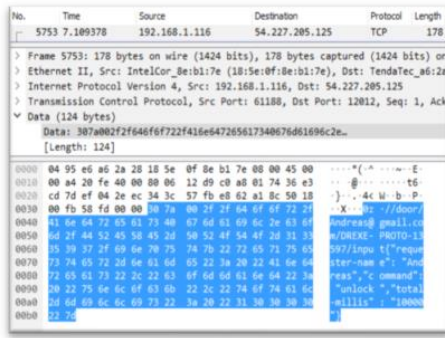 No. Time Source Destination Protocol Length
5753 7.109378 192.168.1.116 54.227.205.125 TCP 178
> Frame 5753: 178 bytes on wire (1424 bits), 178 bytes captured (1424 bits) on
> Ethernet II, Src: IntelCor_8e:b1:7e (18:5e:0f:8e:b1:7e), Dst: TendaTec_a6:2a
> Internet Protocol Version 4, Src: 192.168.1.116, Dst: 54.227.205.125
> Transmission Control Protocol, Src Port: 61188, Dst Port: 12012, Seq: 1, Ack
Data (124 bytes)
Data: 307a002f2f646f6f722f416e647265617340676d61696c2e…
[Length: 124]
0000 04 95 e6 a6 2a 28 18 5e 0f 8e b1 7e 08 00 45 00 ····*(·^ ···~··E·
0010 00 a4 20 fe 40 00 80 06 12 d9 c0 a8 01 74 36 e3
0020 cd 7d ef 04 2e ec 34 3c 57 fb e8 62 a1 8c 50 18
0030 00 fb 58 fd 00 00 30 7a 00 2f 2f 64 6f 6f 72 2f ··X···0z ·//door/
0040 41 6e 64 72 65 61 73 40 67 6d 61 69 6c 2e 63 6f Andreas@ gmail.co
0050 6d 2f 44 52 45 58 45 2d 50 52 4f 54 4f 2d 31 33 m/DREXE- PROTO-13
0060 35 39 37 2f 69 6e 70 75 74 7b 22 72 65 71 75 65 597/inpu t{"reque
0070 73 74 65 72 2d 6e 61 6d 65 22 3a 20 22 41 6e 64 ster-nam e": "And
0080 72 65 61 73 22 2c 22 63 6f 6d 6d 61 6e 64 22 3a reas","c ommand":
0090 20 22 75 6e 6c 6f 63 6b 22 2c 22 74 6f 74 61 6c "unlock ","total
00a0 2d 6d 69 6c 6c 69 73 22 3a 20 22 31 30 30 30 30 -millis" : "10000
00b0 22 7d "}